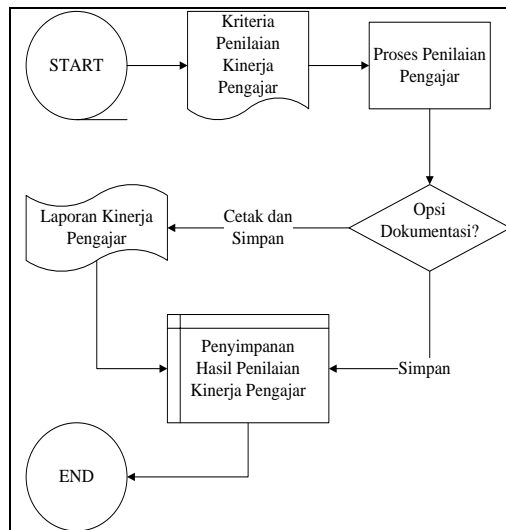 START
Kriteria
Penilaian
Kinerja
Pengajar
Proses Penilaian
Pengajar
Opsi
Dokumentasi?
Cetak dan
Simpan
Laporan Kinerja
Pengajar
Simpan
Penyimpanan
Hasil Penilaian
Kinerja Pengajar
END